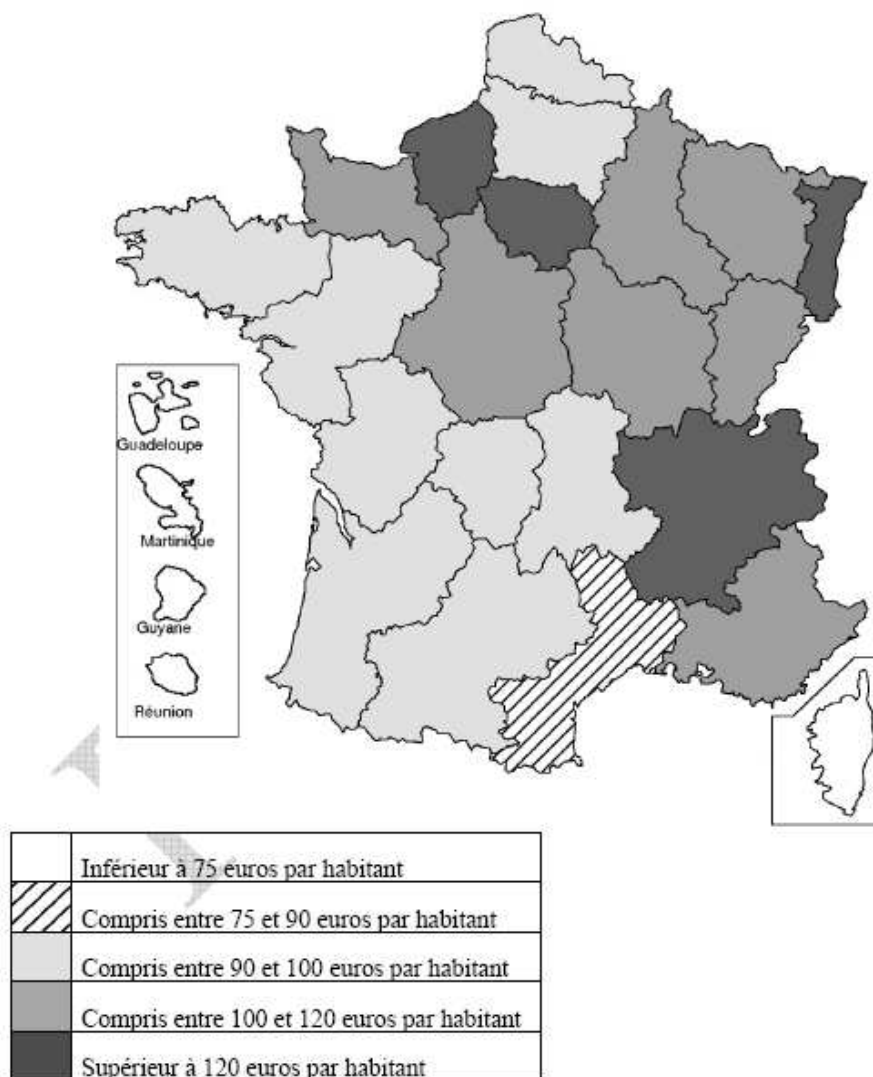 Guadeloupe
Martinique
Guyane
Réunion
Inférieur à 75 euros par habitant
Compris entre 75 et 90 euros par habitant
Compris entre 90 et 100 euros par habitant
Compris entre 100 et 120 euros par habitant
Supérieur à 120 euros par habitant